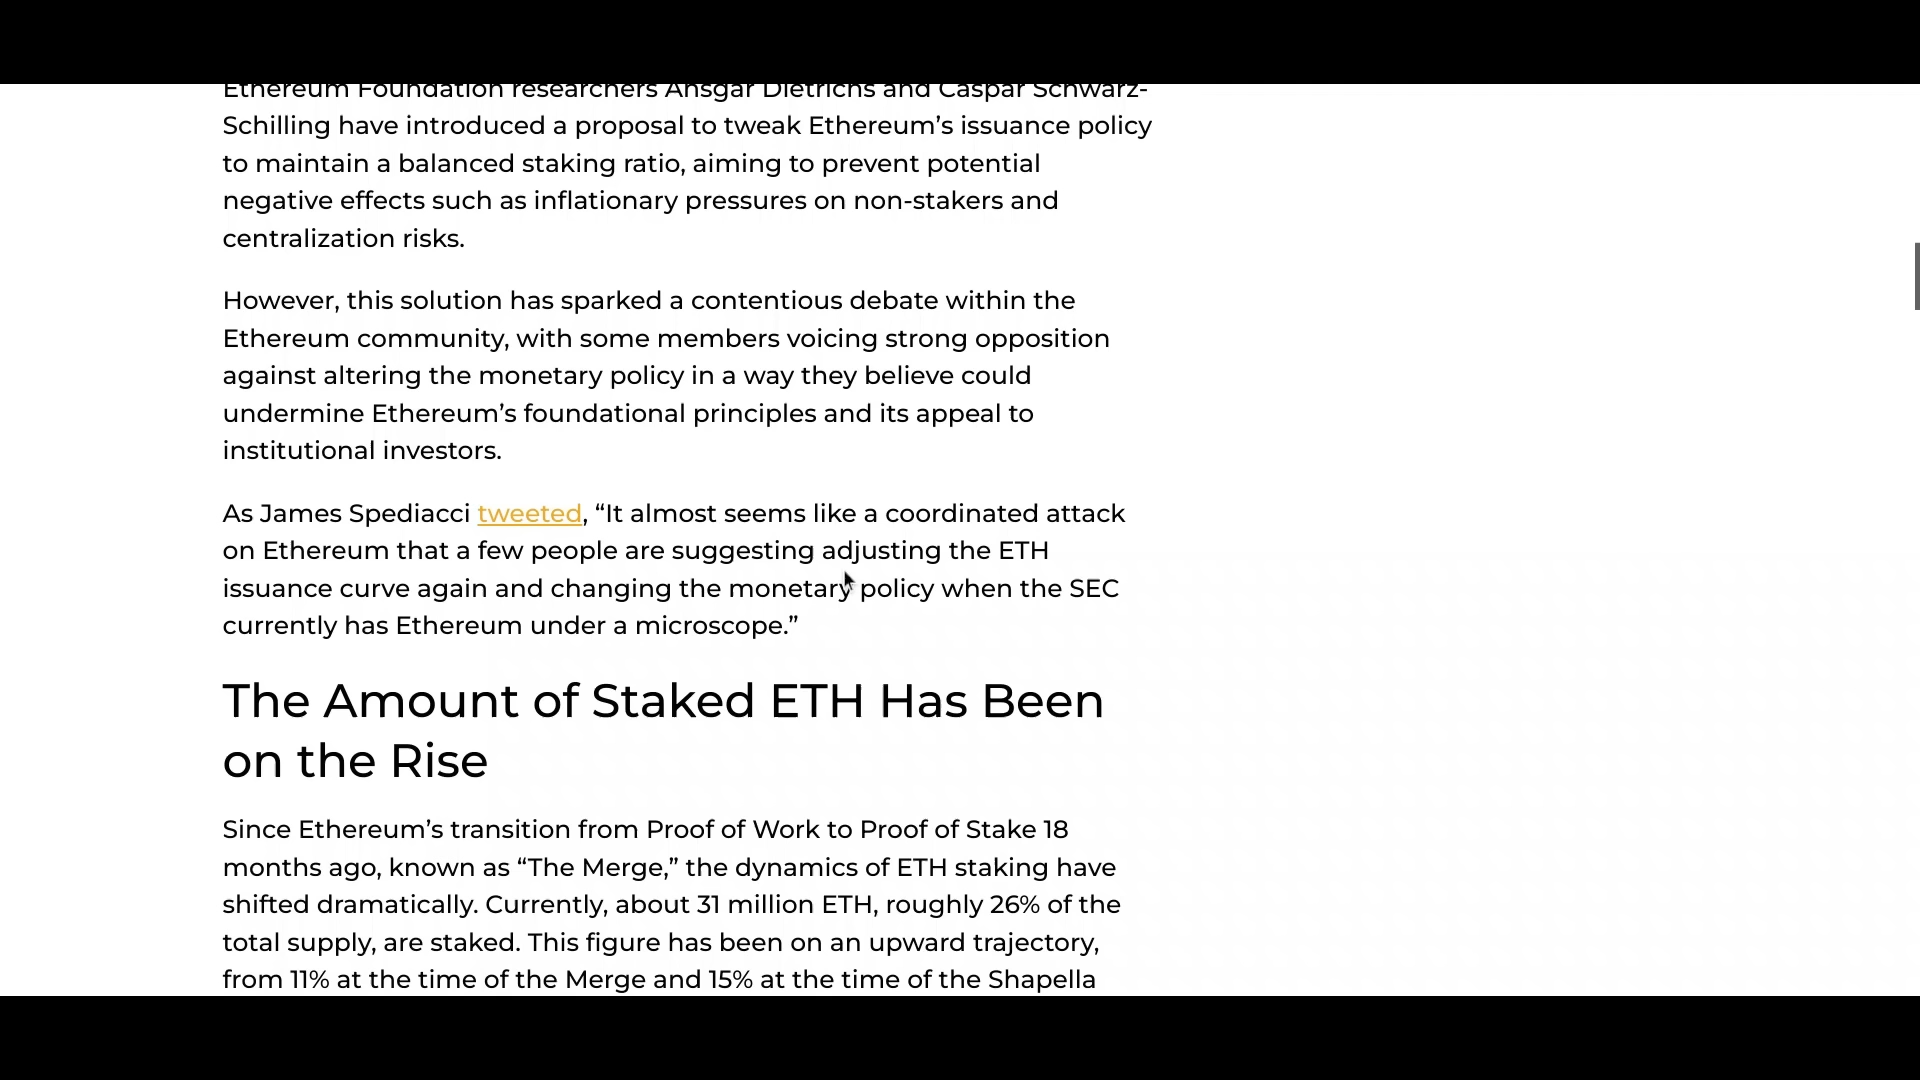 Ethereum Foundation researchers Ansgar Dietrichs and Caspar Schwarz-
Schilling have introduced a proposal to tweak Ethereum’s issuance policy
to maintain a balanced staking ratio, aiming to prevent potential
negative effects such as inflationary pressures on non-stakers and
centralization risks.
However, this solution has sparked a contentious debate within the
Ethereum community, with some members voicing strong opposition
against altering the monetary policy in a way they believe could
undermine Ethereum’s foundational principles and its appeal to
institutional investors.
As James Spediacci tweeted, “It almost seems like a coordinated attack
on Ethereum that a few people are suggesting adjusting the ETH
issuance curve again and changing the monetary policy when the SEC
currently has Ethereum under a microscope.”
The Amount of Staked ETH Has Been
on the Rise
Since Ethereum’s transition from Proof of Work to Proof of Stake 18
months ago, known as “The Merge,” the dynamics of ETH staking have
shifted dramatically. Currently, about 31 million ETH, roughly 26% of the
total supply, are staked. This figure has been on an upward trajectory,
from 11% at the time of the Merge and 15% at the time of the Shapella